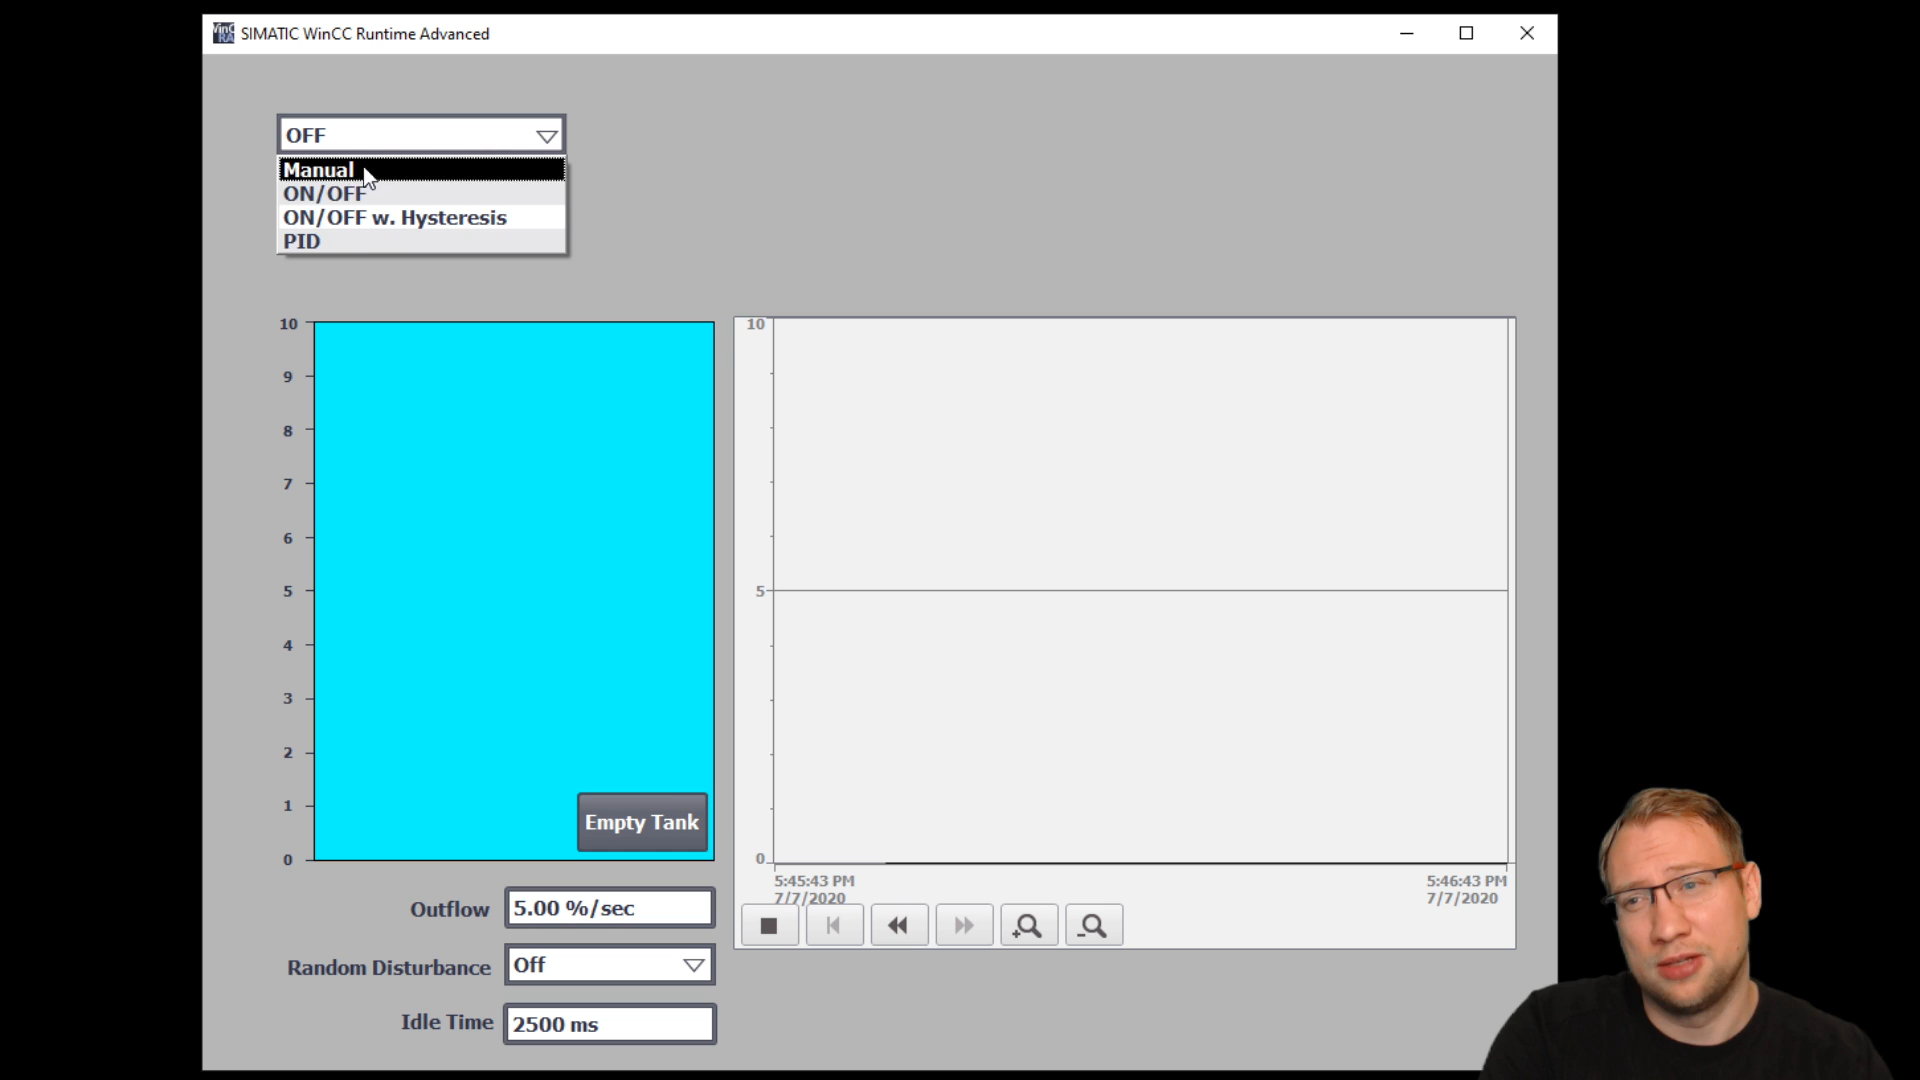 SIMATIC WinCC Runtime Advanced
OFF
Manual
ON/OFF
ON/OFF w. Hysteresis
PID
10
9
8
7
6
5
4
3
2
1
0
Empty Tank
10
5
0
5:45:43 PM
7/7/2020
5:46:43 PM
7/7/2020
Outflow
5.00 %/sec
Random Disturbance
Off
Idle Time
2500 ms